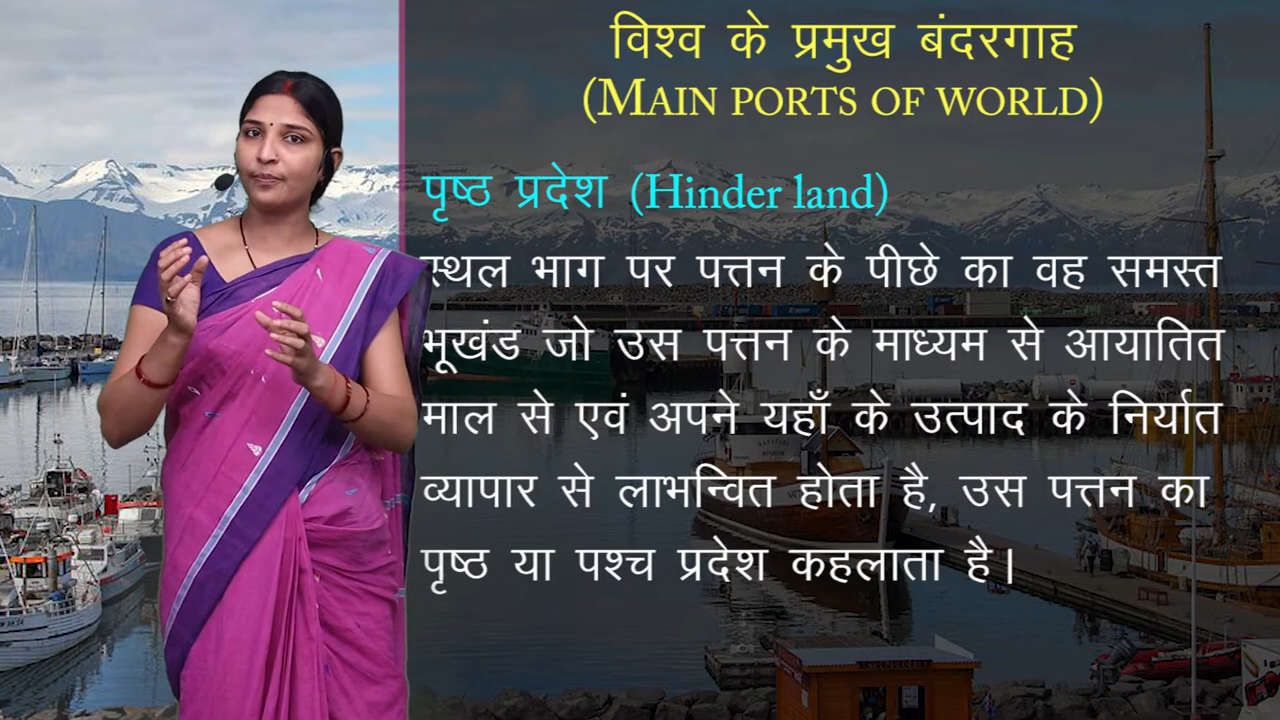 विश्व के प्रमुख बंदरगाह
(MAIN PORTS OF WORLD)
पृष्ठ प्रदेश (Hinder land)
स्थल भाग पर पत्तन के पीछे का वह समस्त
भूखंड जो उस पत्तन के माध्यम से आयातित
माल से एवं अपने यहाँ के उत्पाद के निर्यात
व्यापार से लाभन्वित होता है, उस पत्तन का
पृष्ठ या पश्च प्रदेश कहलाता है।